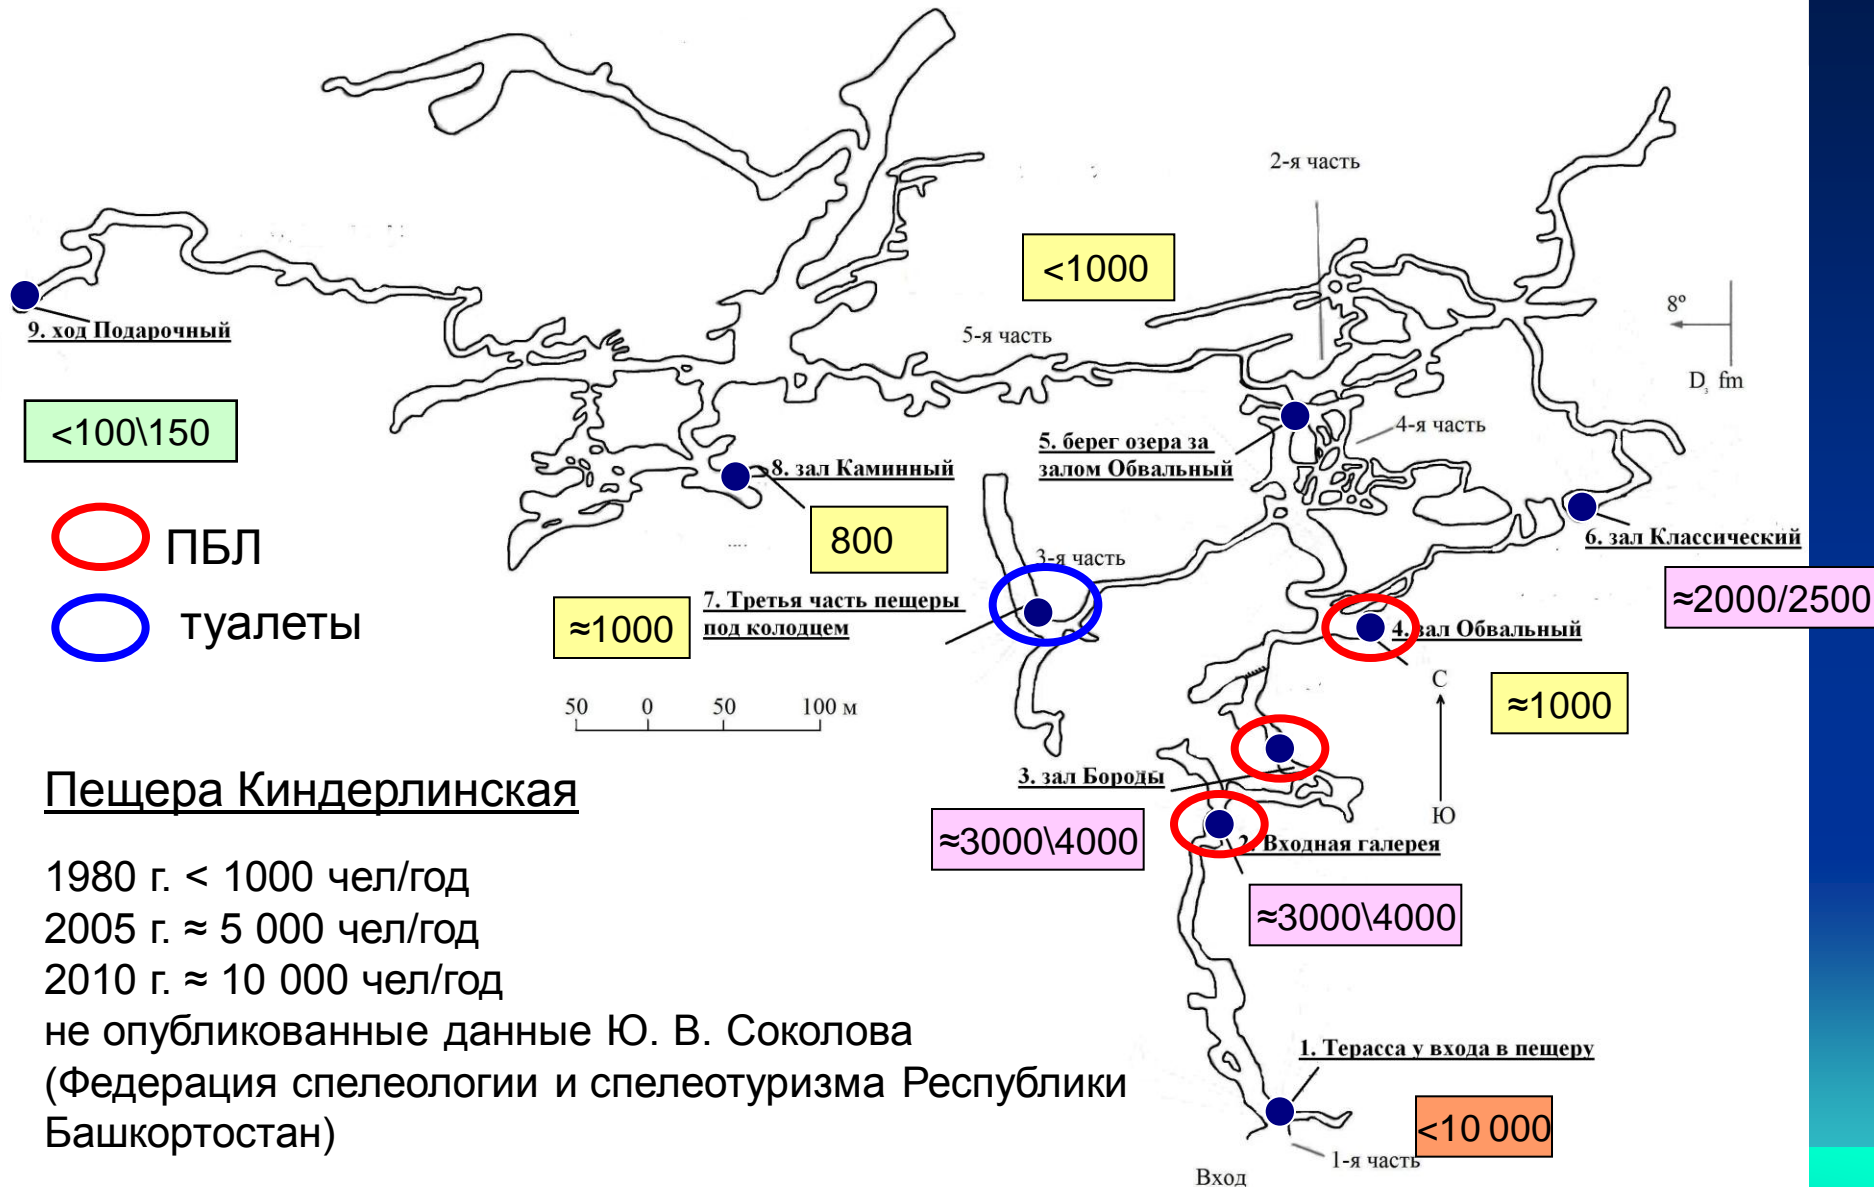 2-я часть
<1000
8º
9. ход Подарочный
5-я часть
D₃ fm
<100\150
4-я часть
5. берег озера за
залом Обвальный
8. зал Каминный
ПБЛ
800
6. зал Классический
3-я часть
≈2000/2500
туалеты
≈1000
7. Третья часть пещеры
под колодцем
4. зал Обвальный
С
50 0 50 100 м
≈1000
3. зал Бороды
Ю
Пещера Киндерлинская
≈3000\4000
2. Входная галерея
1980 г. < 1000 чел/год
≈3000\4000
2005 г. ≈ 5 000 чел/год
2010 г. ≈ 10 000 чел/год
не опубликованные данные Ю. В. Соколова
(Федерация спелеологии и спелеотуризма Республики
Башкортостан)
1. Терасса у входа в пещеру
<10 000
1-я часть
Вход